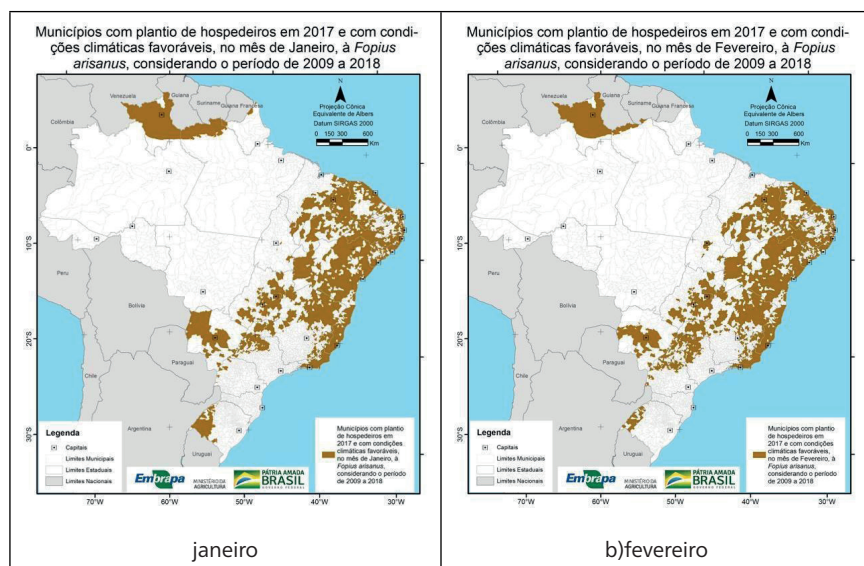 Municípios com plantio de hospedeiros em 2017 e com condi-
ções climáticas favoráveis, no mês de Janeiro, à Fopius
arisanus, considerando o período de 2009 a 2018
N
Projeção Cônica
Equivalente de Albers
Datum SIRGAS 2000
0 150 300 600
Km
Venezuela
Guiana
Suriname
Guiana Francesa
Colômbia
Peru
Bolívia
Paraguai
Chile
Argentina
Uruguai
0°
10°S
20°S
30°S
Legenda
Capitais
Limites Municipais
Limites Estaduais
Limites Nacionais
Municípios com plantio
de hospedeiros em
2017 e com condições
climáticas favoráveis,
no mês de Janeiro, à
Fopius arisanus,
considerando o período
de 2009 a 2018
Embrapa
MINISTÉRIO DA
AGRICULTURA
PÁTRIA AMADA
BRASIL
GOVERNO FEDERAL
70°W 60°W 50°W 40°W 30°W
janeiro
Municípios com plantio de hospedeiros em 2017 e com condi-
ções climáticas favoráveis, no mês de Fevereiro, à Fopius
arisanus, considerando o período de 2009 a 2018
N
Projeção Cônica
Equivalente de Albers
Datum SIRGAS 2000
0 150 300 600
Km
Venezuela
Guiana
Suriname
Guiana Francesa
Colômbia
Peru
Bolívia
Paraguai
Chile
Argentina
Uruguai
0°
10°S
20°S
30°S
Legenda
Capitais
Limites Municipais
Limites Estaduais
Limites Nacionais
Municípios com plantio
de hospedeiros em
2017 e com condições
climáticas favoráveis,
no mês de Fevereiro, à
Fopius arisanus,
considerando o período
de 2009 a 2018
Embrapa
MINISTÉRIO DA
AGRICULTURA
PÁTRIA AMADA
BRASIL
GOVERNO FEDERAL
70°W 60°W 50°W 40°W 30°W
b)fevereiro